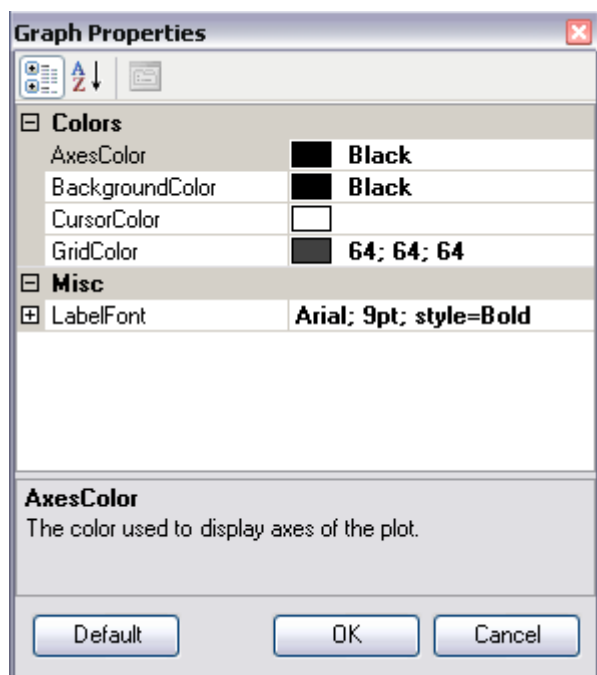 Graph Properties
A Z
Colors
AxesColor Black
BackgroundColor Black
CursorColor
GridColor 64; 64; 64
Misc
LabelFont Arial; 9pt; style=Bold
AxesColor
The color used to display axes of the plot.
Default OK Cancel